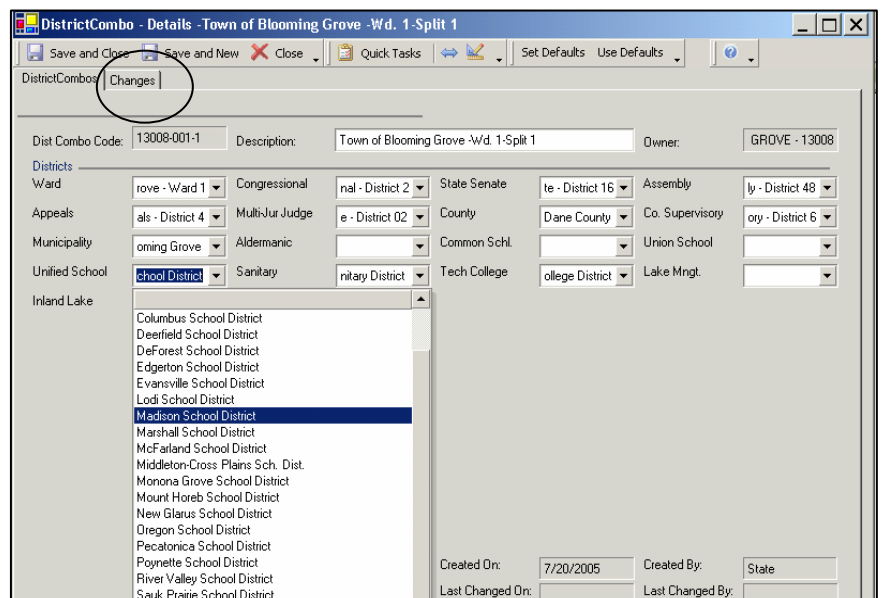 DistrictCombo - Details -Town of Blooming Grove -Wd. 1-Split 1
Save and Close Save and New Close Quick Tasks Set Defaults Use Defaults
DistrictCombos Changes
Dist Combo Code: 13008-001-1 Description: Town of Blooming Grove -Wd. 1-Split 1 Owner: GROVE - 13008
Districts
Ward rove - Ward 1 Congressional nal - District 2 State Senate te - District 16 Assembly ly - District 48
Appeals als - District 4 Multi-Jur Judge e - District 02 County Dane County Co. Supervisory ory - District 6
Municipality oming Grove Aldermanic Common Schl. Union School
Unified School chool District Sanitary nitary District Tech College ollege District Lake Mngt.
Inland Lake
Columbus School District
Deerfield School District
DeForest School District
Edgerton School District
Evansville School District
Lodi School District
Madison School District
Marshall School District
McFarland School District
Middleton-Cross Plains Sch. Dist.
Monona Grove School District
Mount Horeb School District
New Glarus School District
Oregon School District
Pecatonica School District
Poynette School District
River Valley School District
Sauk Prairie School District
Created On: 7/20/2005 Created By: State
Last Changed On: Last Changed By: